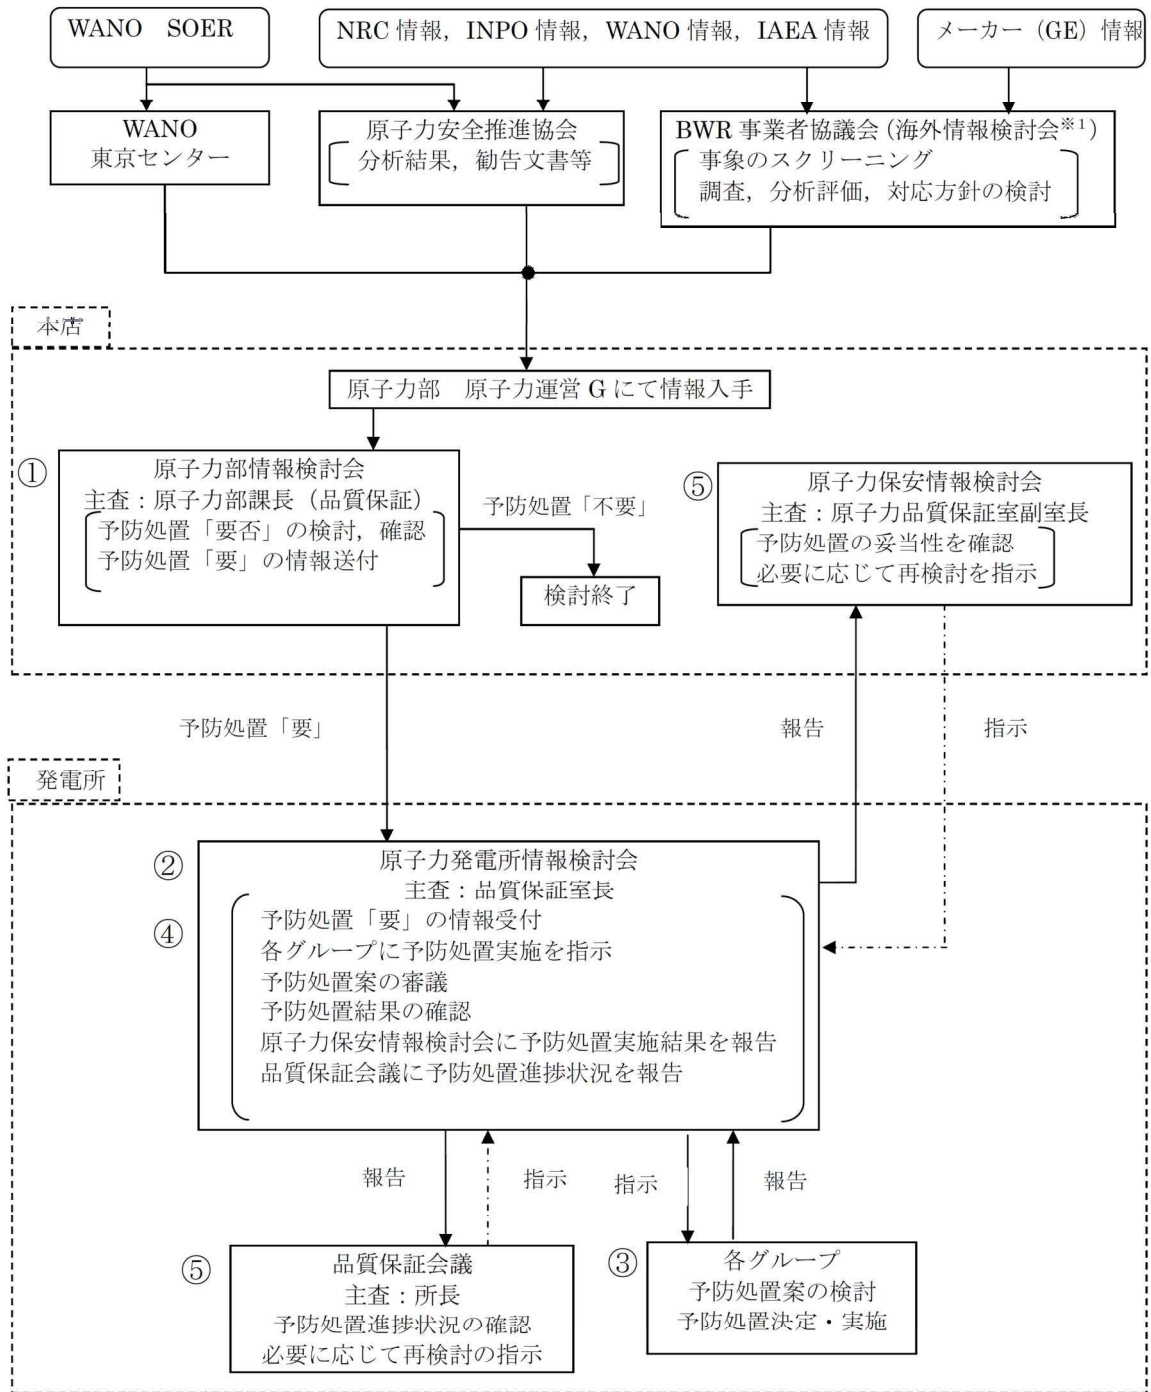 WANO　SOER
NRC 情報，INPO 情報，WANO 情報，IAEA 情報
メーカー（GE）情報
WANO
東京センター
原子力安全推進協会
分析結果，勧告文書等
BWR 事業者協議会（海外情報検討会※1）
事象のスクリーニング
調査，分析評価，対応方針の検討
本店
原子力部　原子力運営 G にて情報入手
①
原子力部情報検討会
主査：原子力部課長（品質保証）
予防処置「要否」の検討，確認
予防処置「要」の情報送付
予防処置「不要」
検討終了
⑤
原子力保安情報検討会
主査：原子力品質保証室副室長
予防処置の妥当性を確認
必要に応じて再検討を指示
予防処置「要」
報告
指示
発電所
②
原子力発電所情報検討会
主査：品質保証室長
④
予防処置「要」の情報受付
各グループに予防処置実施を指示
予防処置案の審議
予防処置結果の確認
原子力保安情報検討会に予防処置実施結果を報告
品質保証会議に予防処置進捗状況を報告
報告
指示
指示
報告
⑤
品質保証会議
主査：所長
予防処置進捗状況の確認
必要に応じて再検討の指示
③
各グループ
予防処置案の検討
予防処置決定・実施